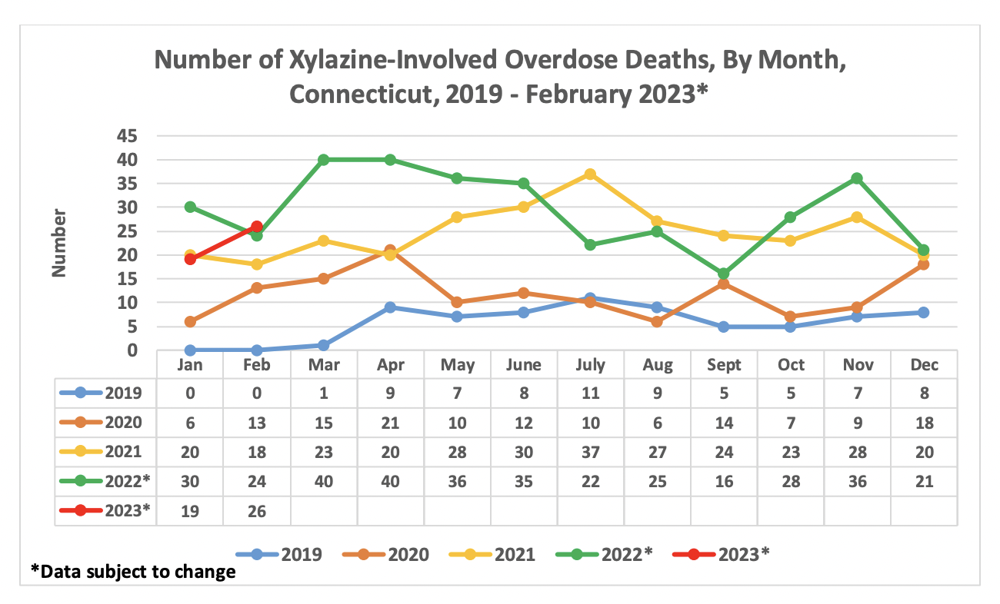 Number of Xylazine-Involved Overdose Deaths, By Month,
Connecticut, 2019 - February 2023*
Number
45
40
35
30
25
20
15
10
5
0
Jan Feb Mar Apr May June July Aug Sept Oct Nov Dec
2019 0 0 1 9 7 8 11 9 5 5 7 8
2020 6 13 15 21 10 12 10 6 14 7 9 18
2021 20 18 23 20 28 30 37 27 24 23 28 20
2022* 30 24 40 40 36 35 22 25 16 28 36 21
2023* 19 26
2019 2020 2021 2022* 2023*
*Data subject to change